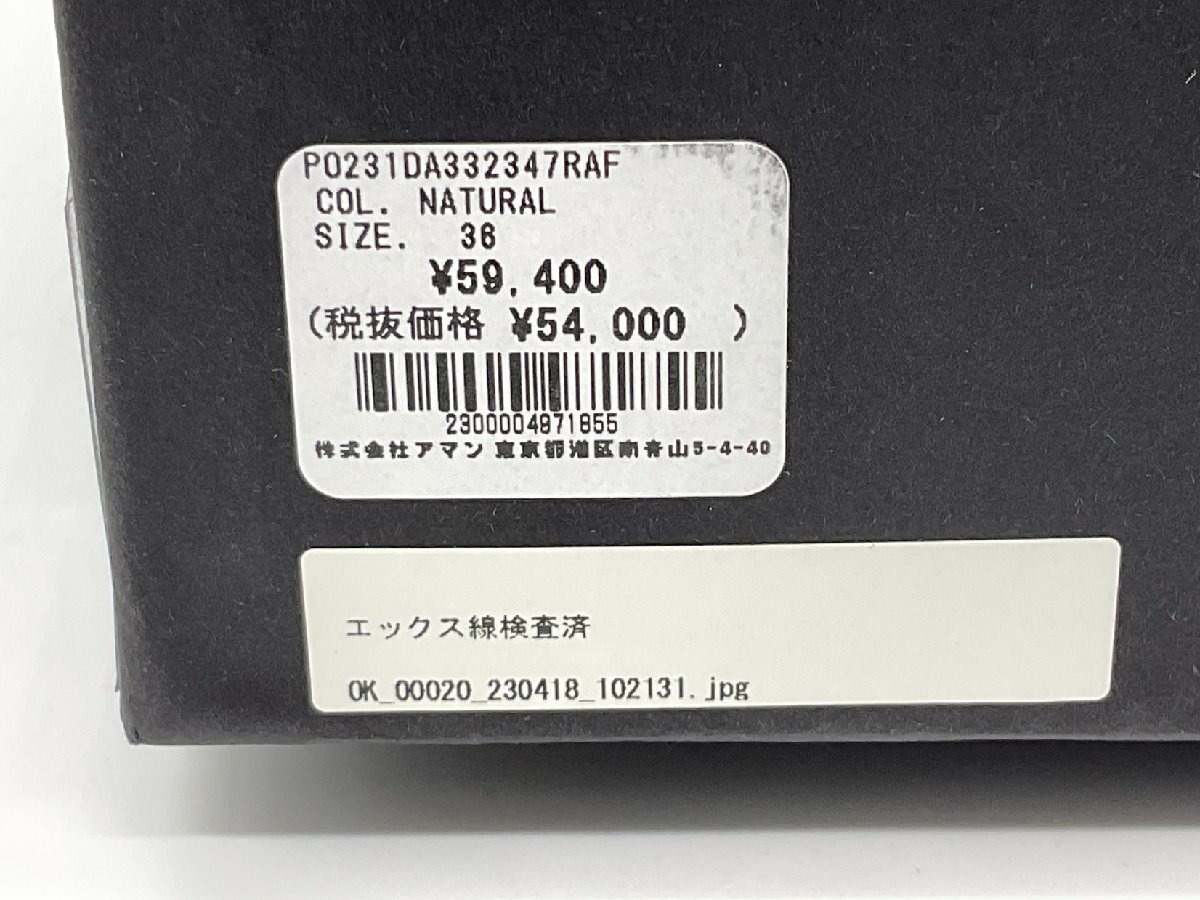 PO231DA332347RAF
COL. NATURAL
SIZE. 36
¥59,400
(税抜価格 ¥54,000 )
2300004871855
株式会社アマン 東京都港区南青山5-4-40
エックス線検査済
OK_00020_230418_102131.jpg